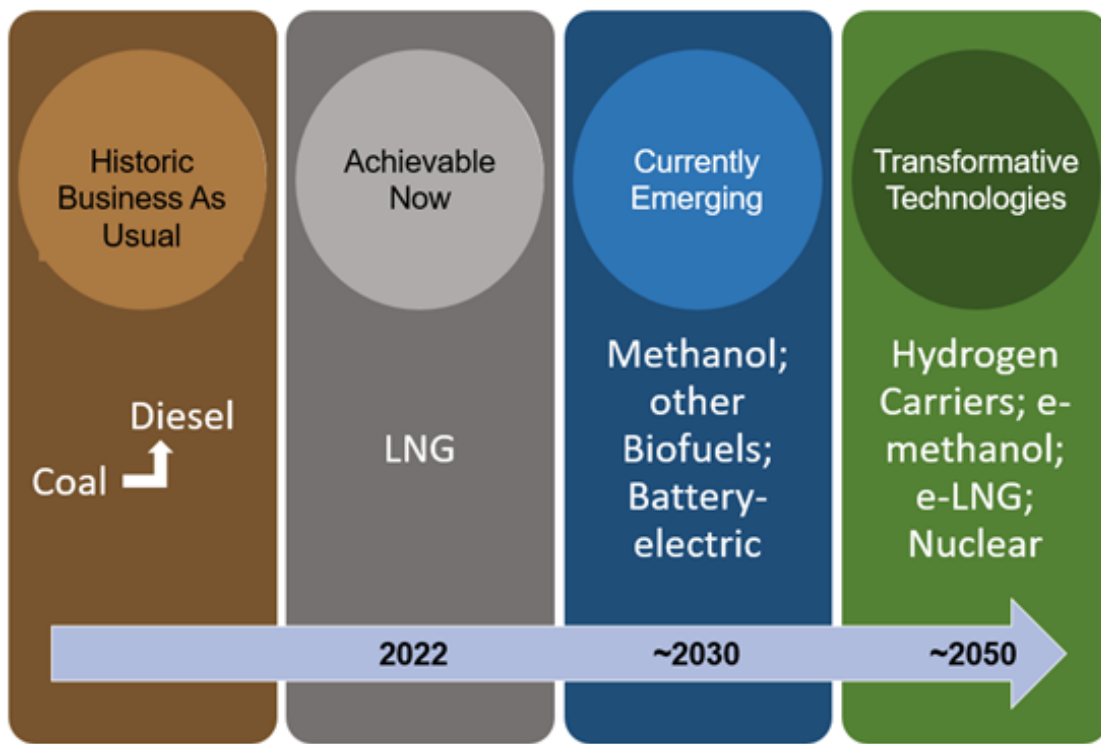 Historic
Business As
Usual
Diesel
Coal
Achievable
Now
LNG
2022
Currently
Emerging
Methanol;
other
Biofuels;
Battery-
electric
~2030
Transformative
Technologies
Hydrogen
Carriers; e-
methanol;
e-LNG;
Nuclear
~2050